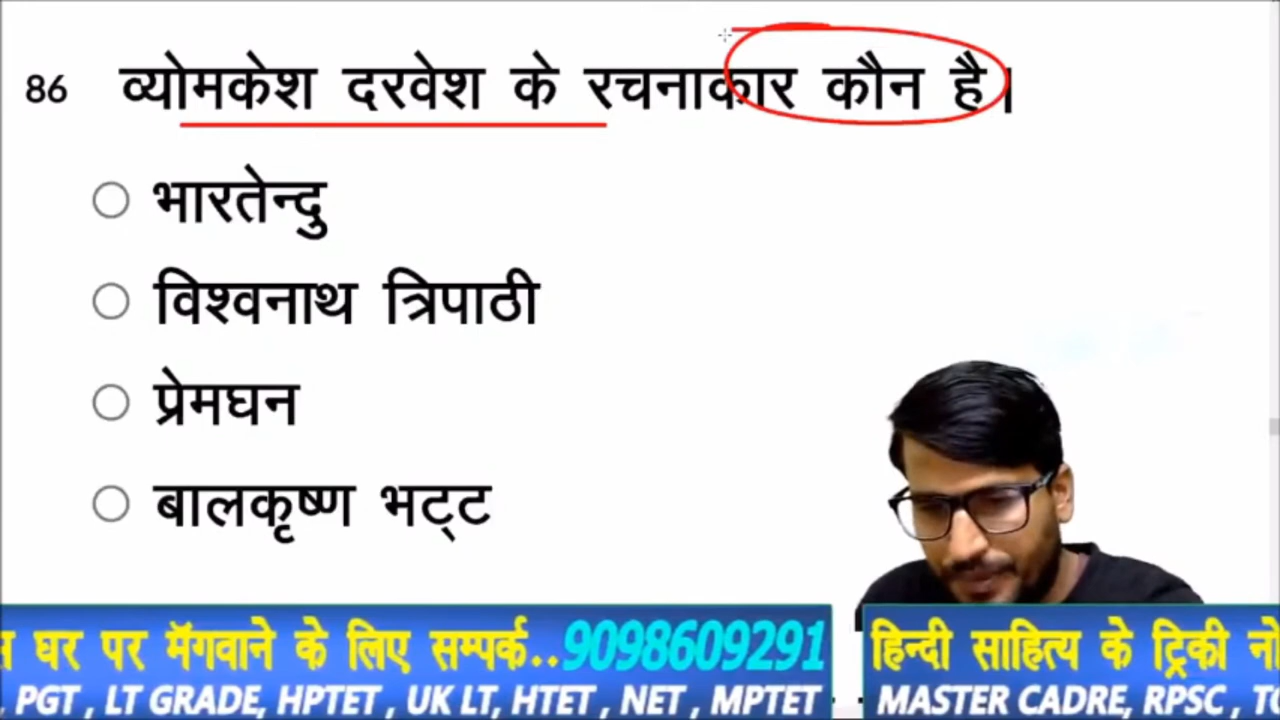 86 व्योमकेश दरवेश के रचनाकार कौन है।
भारतेन्दु
विश्वनाथ त्रिपाठी
प्रेमघन
बालकृष्ण भट्ट
घर पर मॅगवाने के लिए सम्पर्क..9098609291
हिन्दी साहित्य के ट्रिकी
PGT , LT GRADE, HPTET , UK LT, HTET , NET , MPTET
MASTER CADRE, RPSC ,